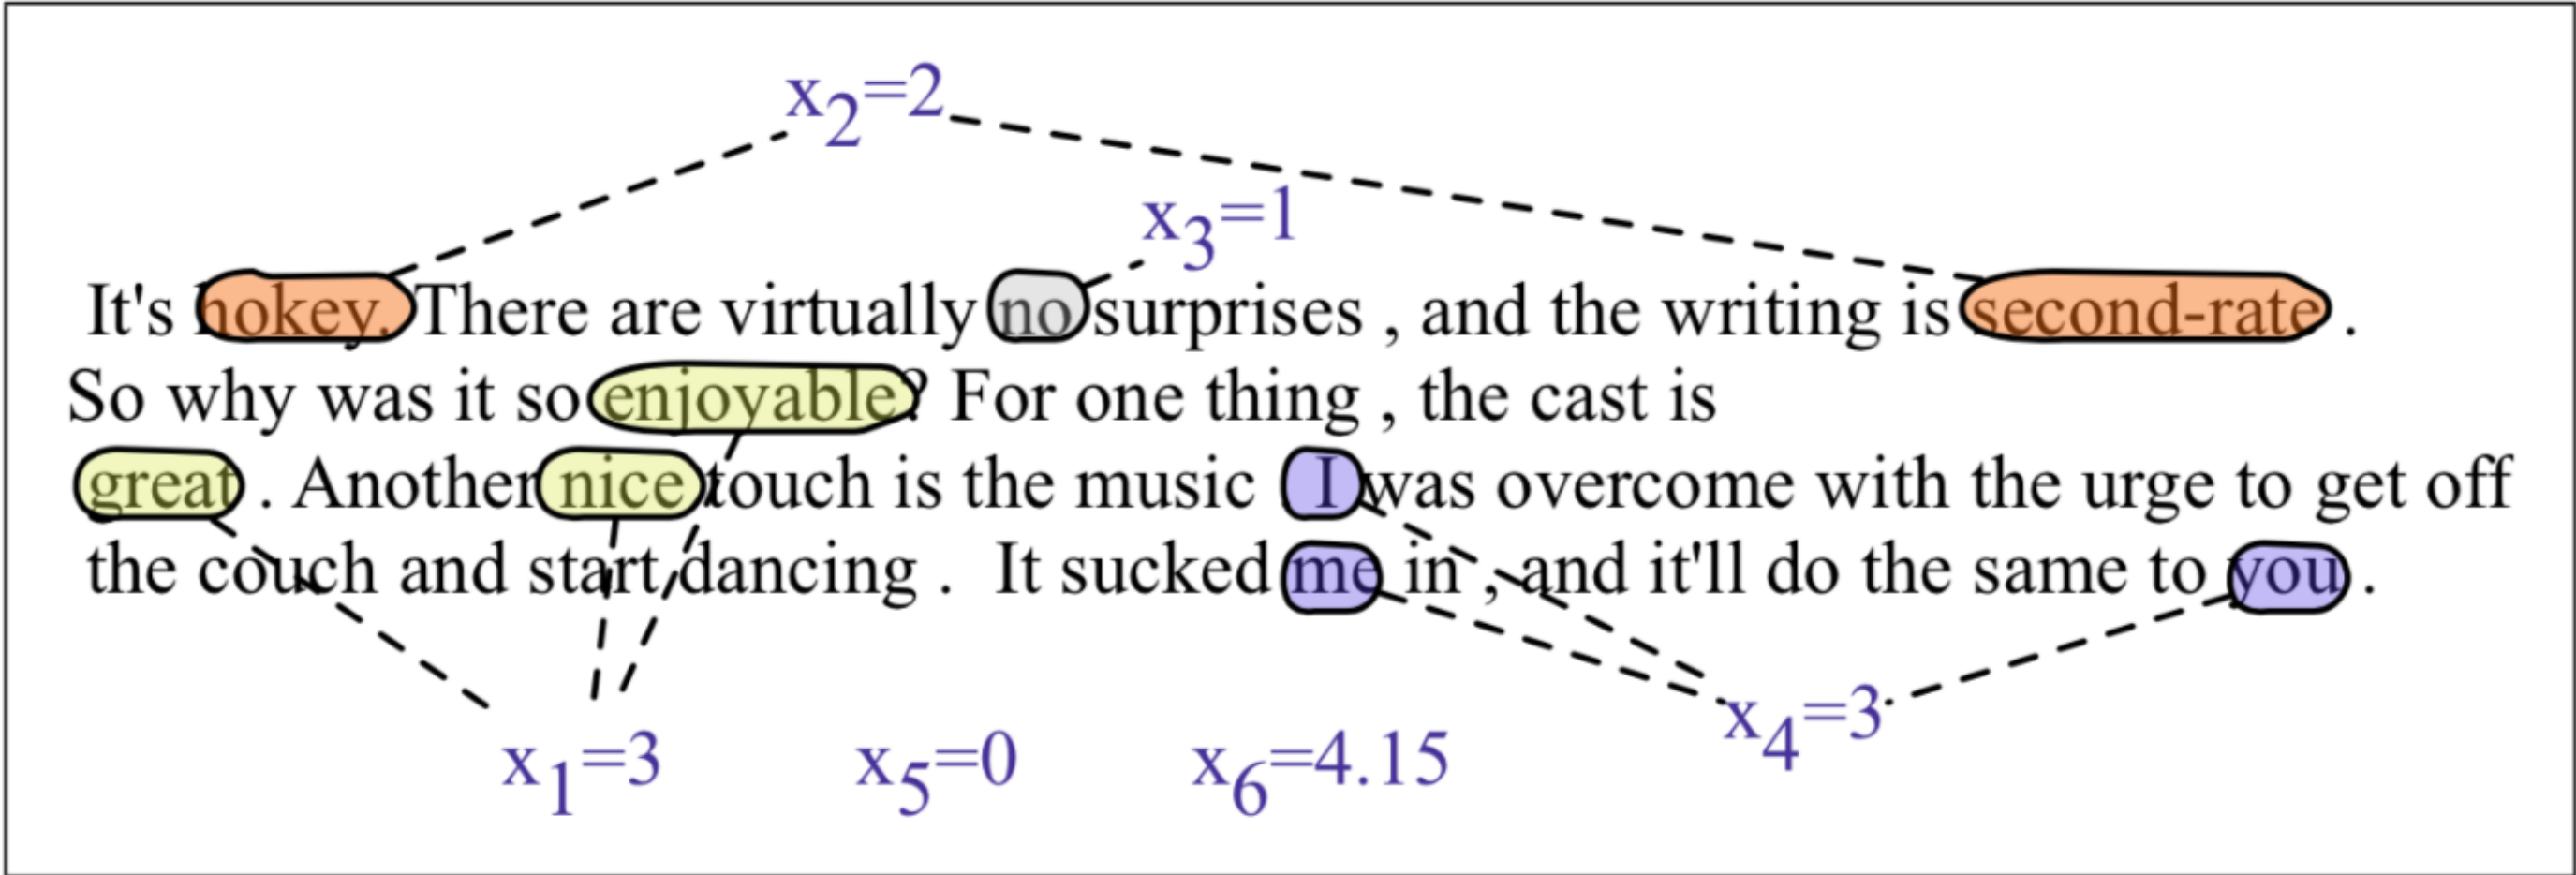 x2=2
x3=1
It's hokey. There are virtually no surprises , and the writing is second-rate .
So why was it so enjoyable? For one thing , the cast is
great . Another nice touch is the music I was overcome with the urge to get off
the couch and start dancing . It sucked me in , and it'll do the same to you .
x4=3
x1=3 x5=0 x6=4.15